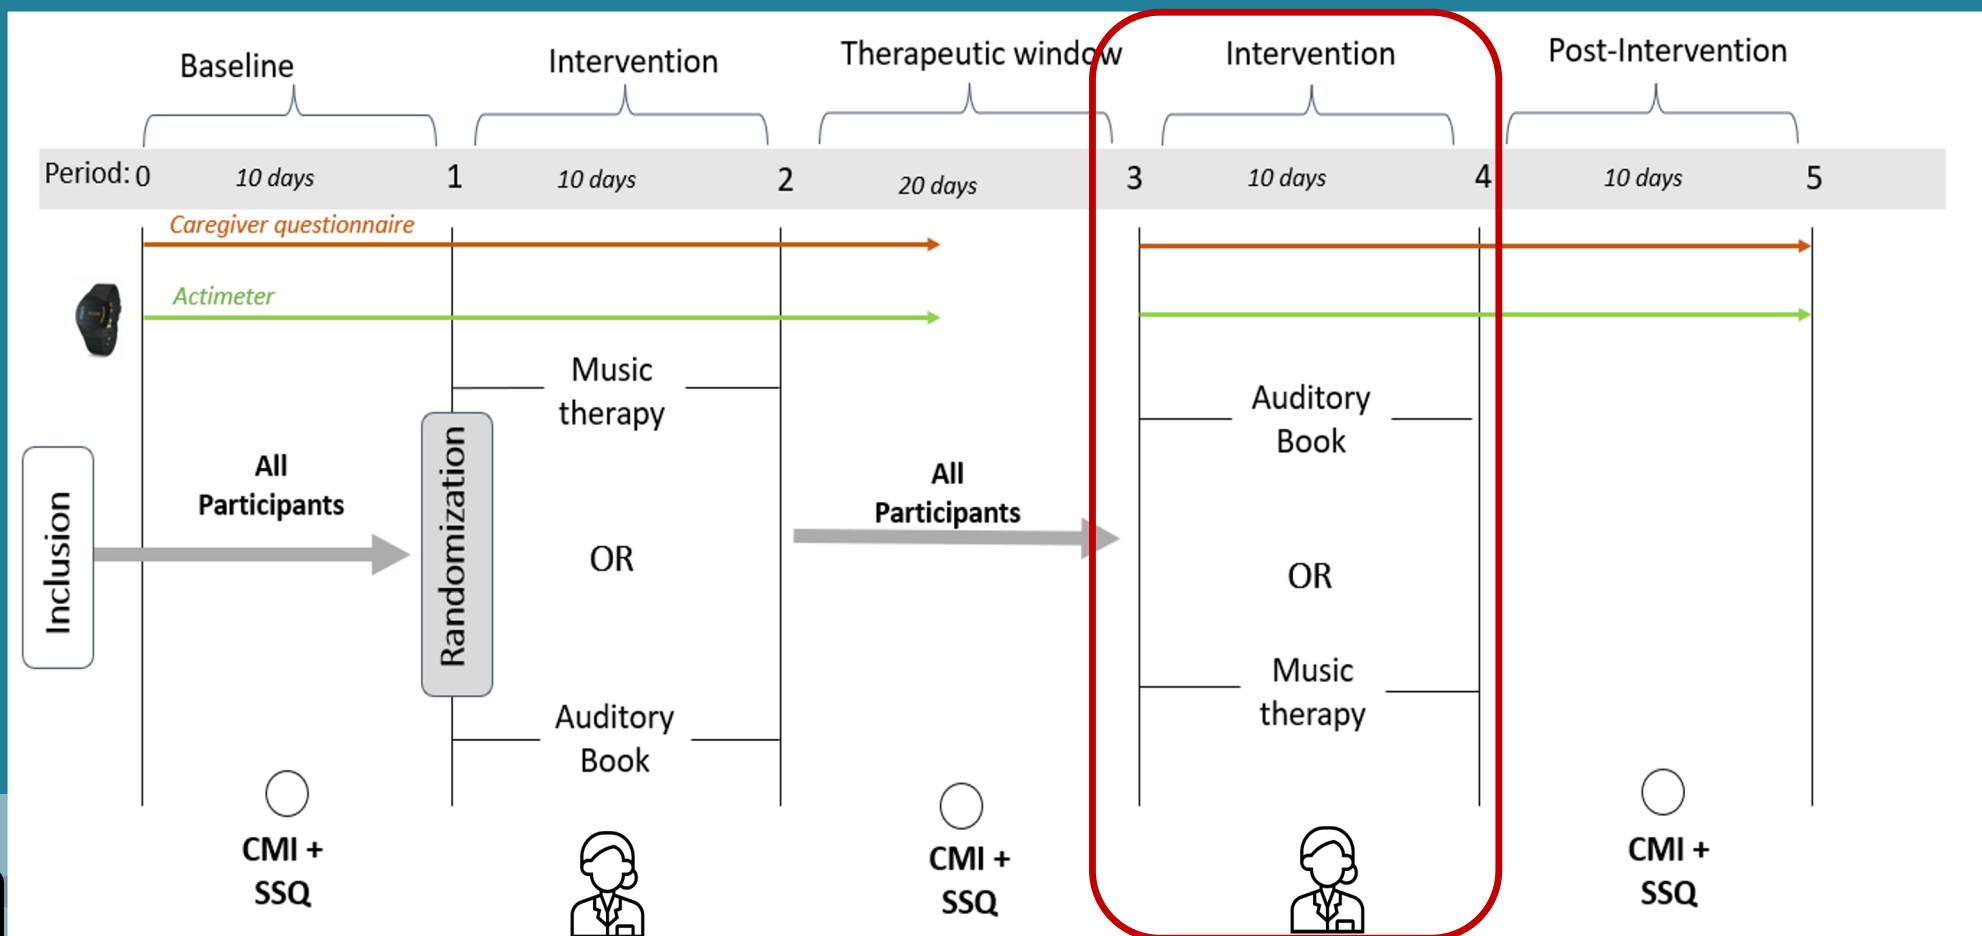 Baseline
Intervention
Therapeutic window
Intervention
Post-Intervention
Period: 0 10 days 1 10 days 2 20 days 3 10 days 4 10 days 5
Caregiver questionnaire
Actimeter
Music
therapy
Auditory
Book
Inclusion
All
Participants
Randomization
OR
All
Participants
OR
Auditory
Book
Music
therapy
CMI +
SSQ
CMI +
SSQ
CMI +
SSQ